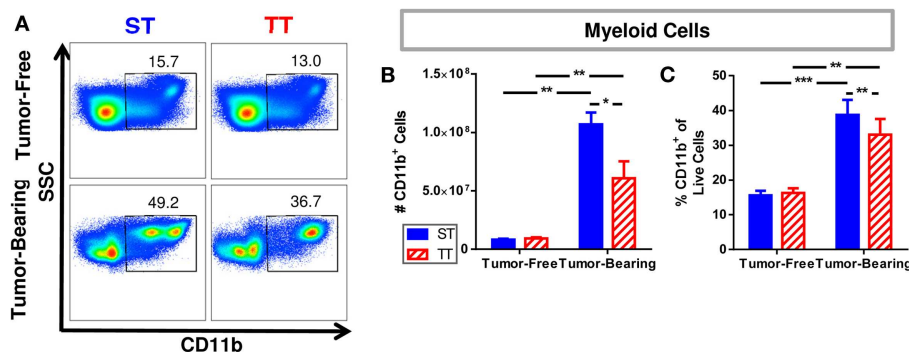 A
ST
TT
Tumor-Free
Tumor-Bearing
SSC
15.7
13.0
49.2
36.7
CD11b
Myeloid Cells
B
# CD11b+ Cells
1.5×10⁸
1.0×10⁸
5.0×10⁷
0
**
**
*
ST
TT
Tumor-Free Tumor-Bearing
C
% CD11b+ of
Live Cells
50
40
30
20
10
0
**
***
**
Tumor-Free Tumor-Bearing